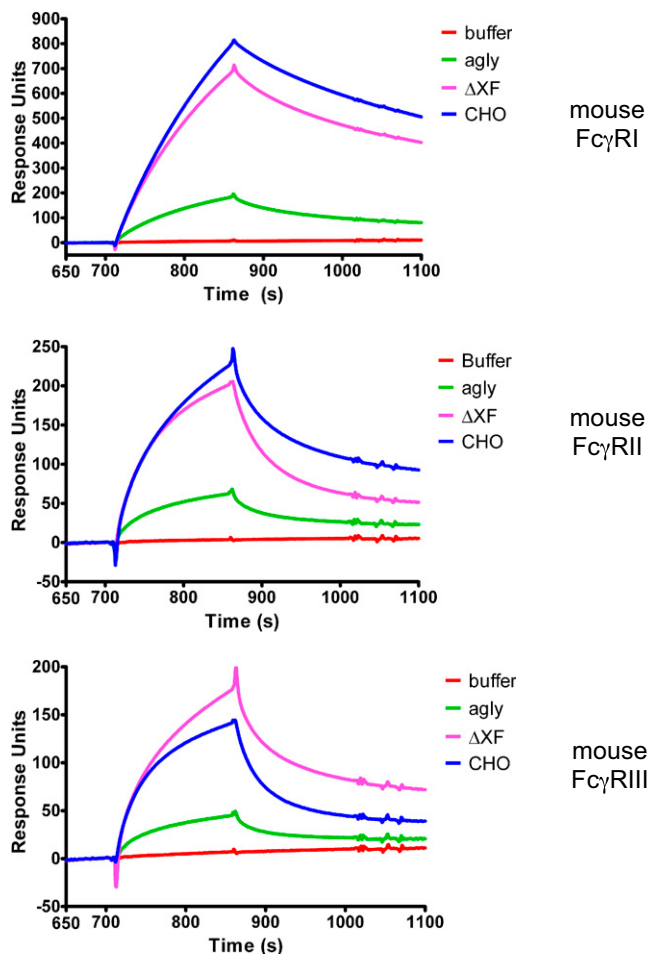 900
800
700
600
500
400
300
200
100
0
Response Units
650 700 800 900 1000 1100
Time (s)
buffer
agly
ΔXF
CHO
mouse
FcγRI
250
200
150
100
50
0
-50
Response Units
650 700 800 900 1000 1100
Time (s)
Buffer
agly
ΔXF
CHO
mouse
FcγRII
200
150
100
50
0
-50
Response Units
650 700 800 900 1000 1100
Time (s)
buffer
agly
ΔXF
CHO
mouse
FcγRIII